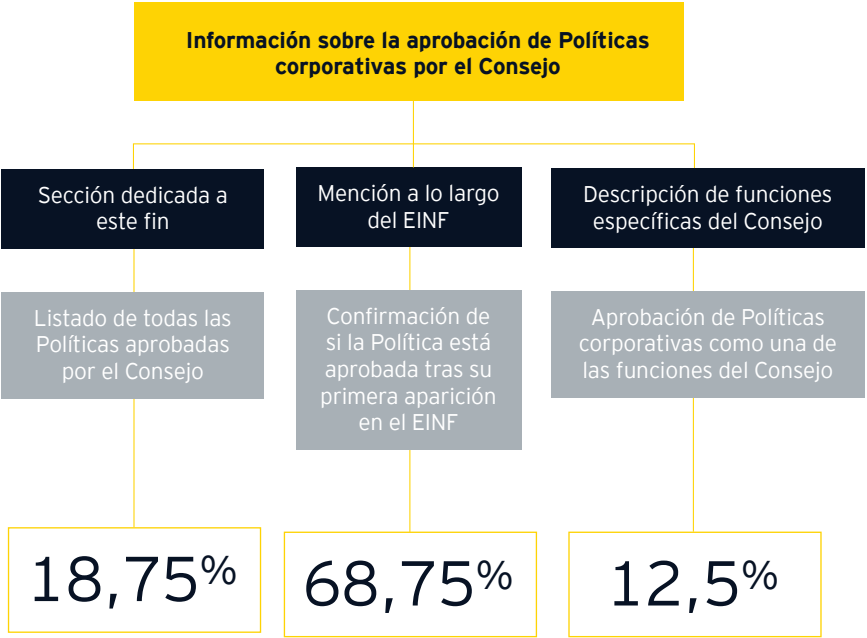 Información sobre la aprobación de Políticas
corporativas por el Consejo
Sección dedicada a
este fin
Listado de todas las
Políticas aprobadas
por el Consejo
18,75%
Mención a lo largo
del EINF
Confirmación de
si la Política está
aprobada tras su
primera aparición
en el EINF
68,75%
Descripción de funciones
específicas del Consejo
Aprobación de Políticas
corporativas como una de
las funciones del Consejo
12,5%